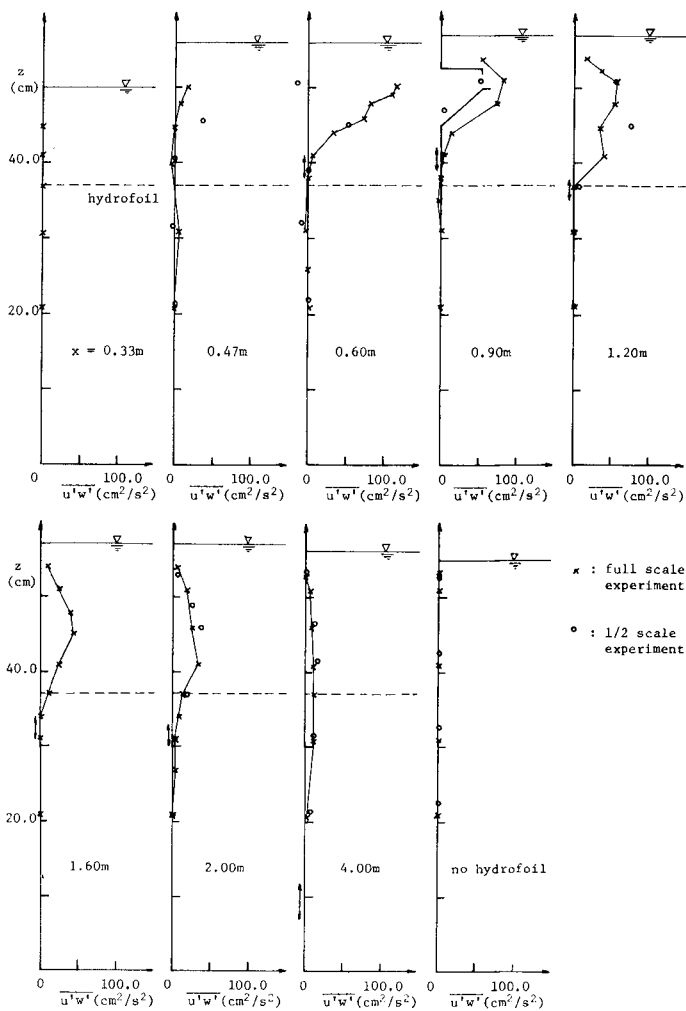 z
(cm)
40.0
hydrofoil
20.0
x = 0.33m
0.47m
0.60m
0.90m
1.20m
0 100.0
0 100.0
0 100.0
0 100.0
0 100.0
u'w'(cm²/s²)
u'w'(cm²/s²)
u'w'(cm²/s²)
u'w'(cm²/s²)
u'w'(cm²/s²)
z
(cm)
40.0
20.0
x : full scale
experiment
o : 1/2 scale
experiment
1.60m
2.00m
4.00m
no hydrofoil
0 100.0
0 100.0
0 100.0
0 100.0
u'w'(cm²/s²)
u'w'(cm²/s²)
u'w'(cm²/s²)
u'w'(cm²/s²)